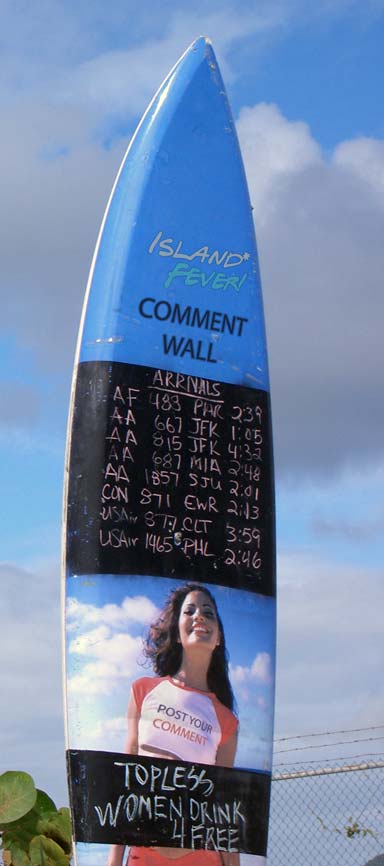 ISLAND*
FEVER!
COMMENT
WALL
ARRIVALS
AF 483 PAR 2:39
AA 667 JFK 1:05
AA 815 JFK 4:32
AA 687 MIA 2:48
AA 1857 SJU 2:01
CON 871 EWR 2:13
USAir 871 CLT 3:59
USAir 1465 PHL 2:46
POST YOUR
COMMENT
TOPLESS
WOMEN DRINK
4 FREE